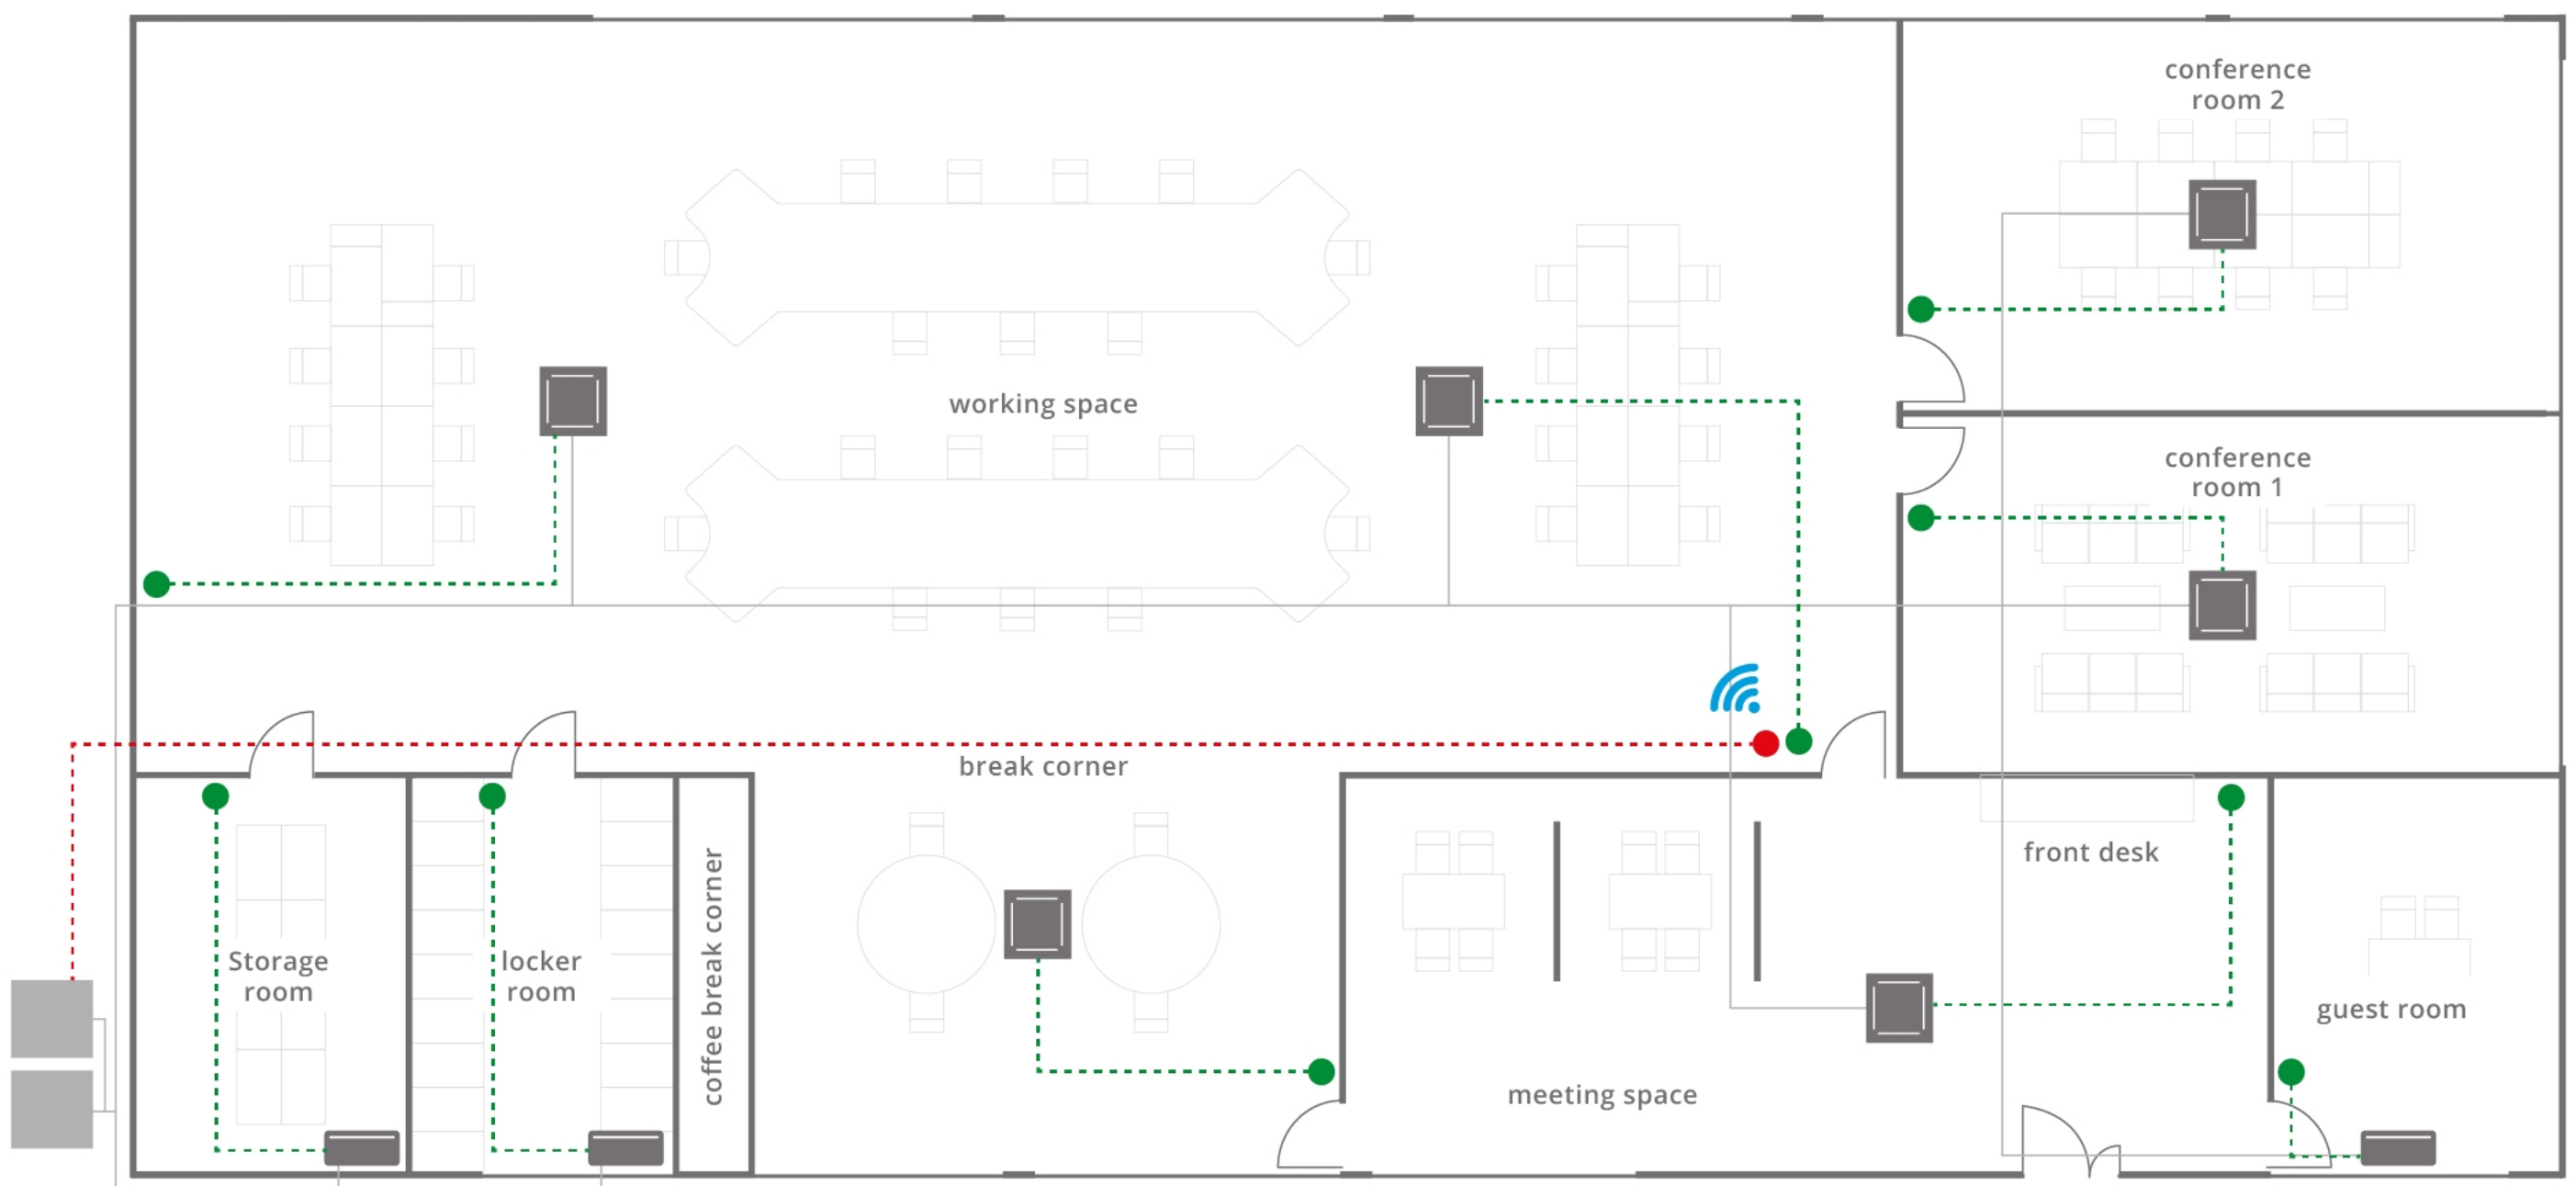 conference
room 2
working space
conference
room 1
break corner
front desk
coffee break corner
Storage
room
locker
room
guest room
meeting space